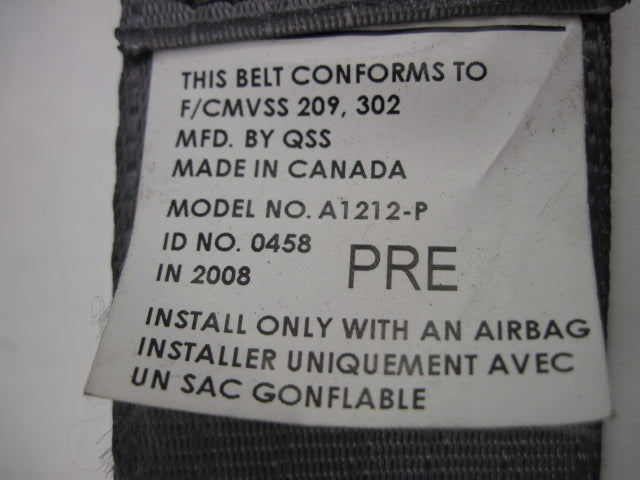 THIS BELT CONFORMS TO
F/CMVSS 209, 302
MFD. BY QSS
MADE IN CANADA
MODEL NO. A1212-P
ID NO. 0458
IN 2008 PRE
INSTALL ONLY WITH AN AIRBAG
INSTALLER UNIQUEMENT AVEC
UN SAC GONFLABLE